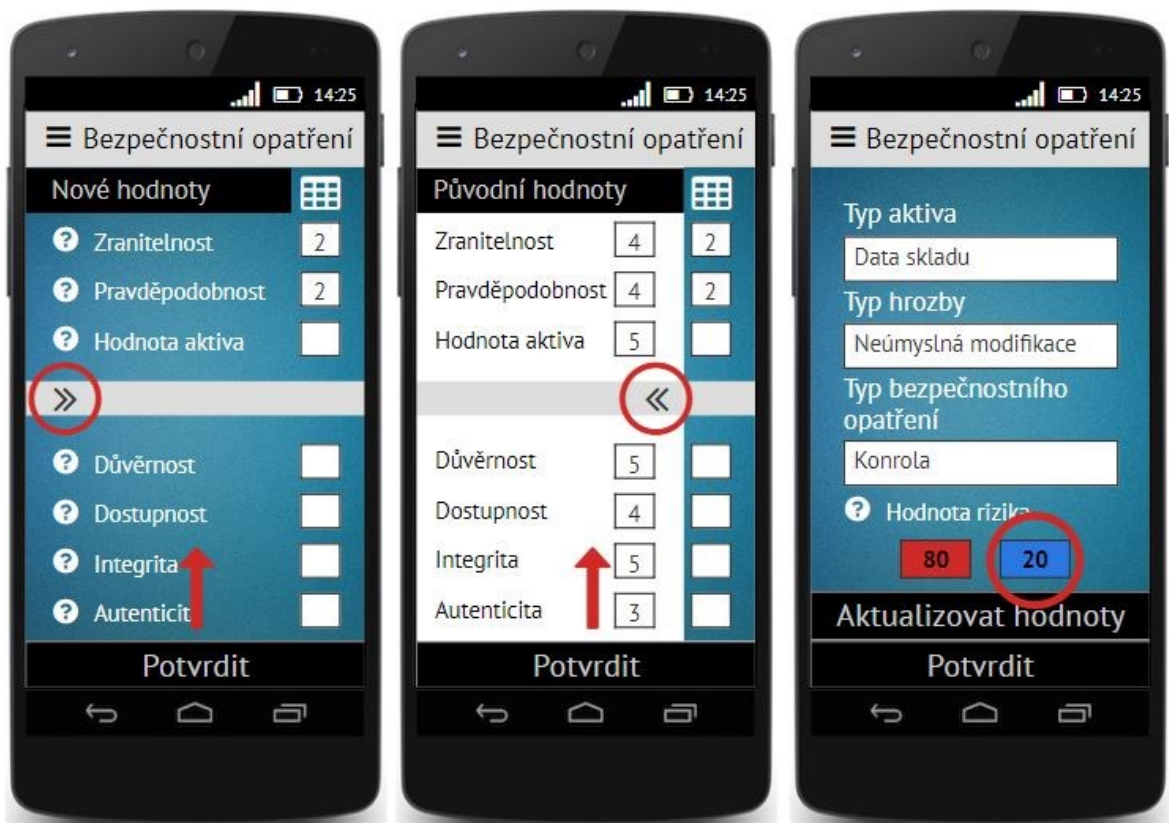 14:25
Bezpečnostní opatření
Nové hodnoty
? Zranitelnost 2
? Pravděpodobnost 2
? Hodnota aktiva
»
? Důvěrnost
? Dostupnost
? Integrita
? Autenticit
Potvrdit
14:25
Bezpečnostní opatření
Původní hodnoty
Zranitelnost 4 2
Pravděpodobnost 4 2
Hodnota aktiva 5
«
Důvěrnost 5
Dostupnost 4
Integrita 5
Autenticita 3
Potvrdit
14:25
Bezpečnostní opatření
Typ aktiva
Data skladu
Typ hrozby
Neúmyslná modifikace
Typ bezpečnostního
opatření
Konrola
? Hodnota rizika
80 20
Aktualizovat hodnoty
Potvrdit